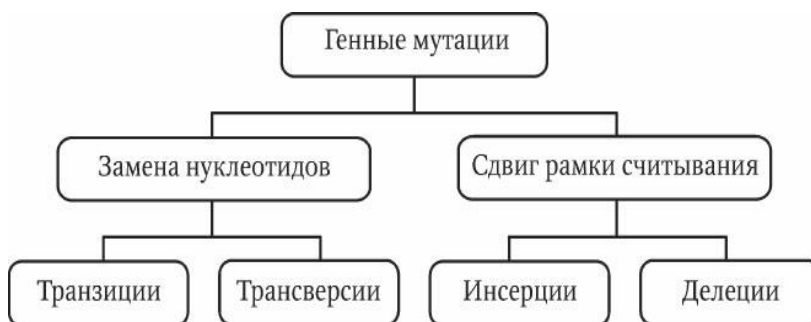 Генные мутации
Замена нуклеотидов
Сдвиг рамки считывания
Транзиции
Трансверсии
Инсерции
Делеции